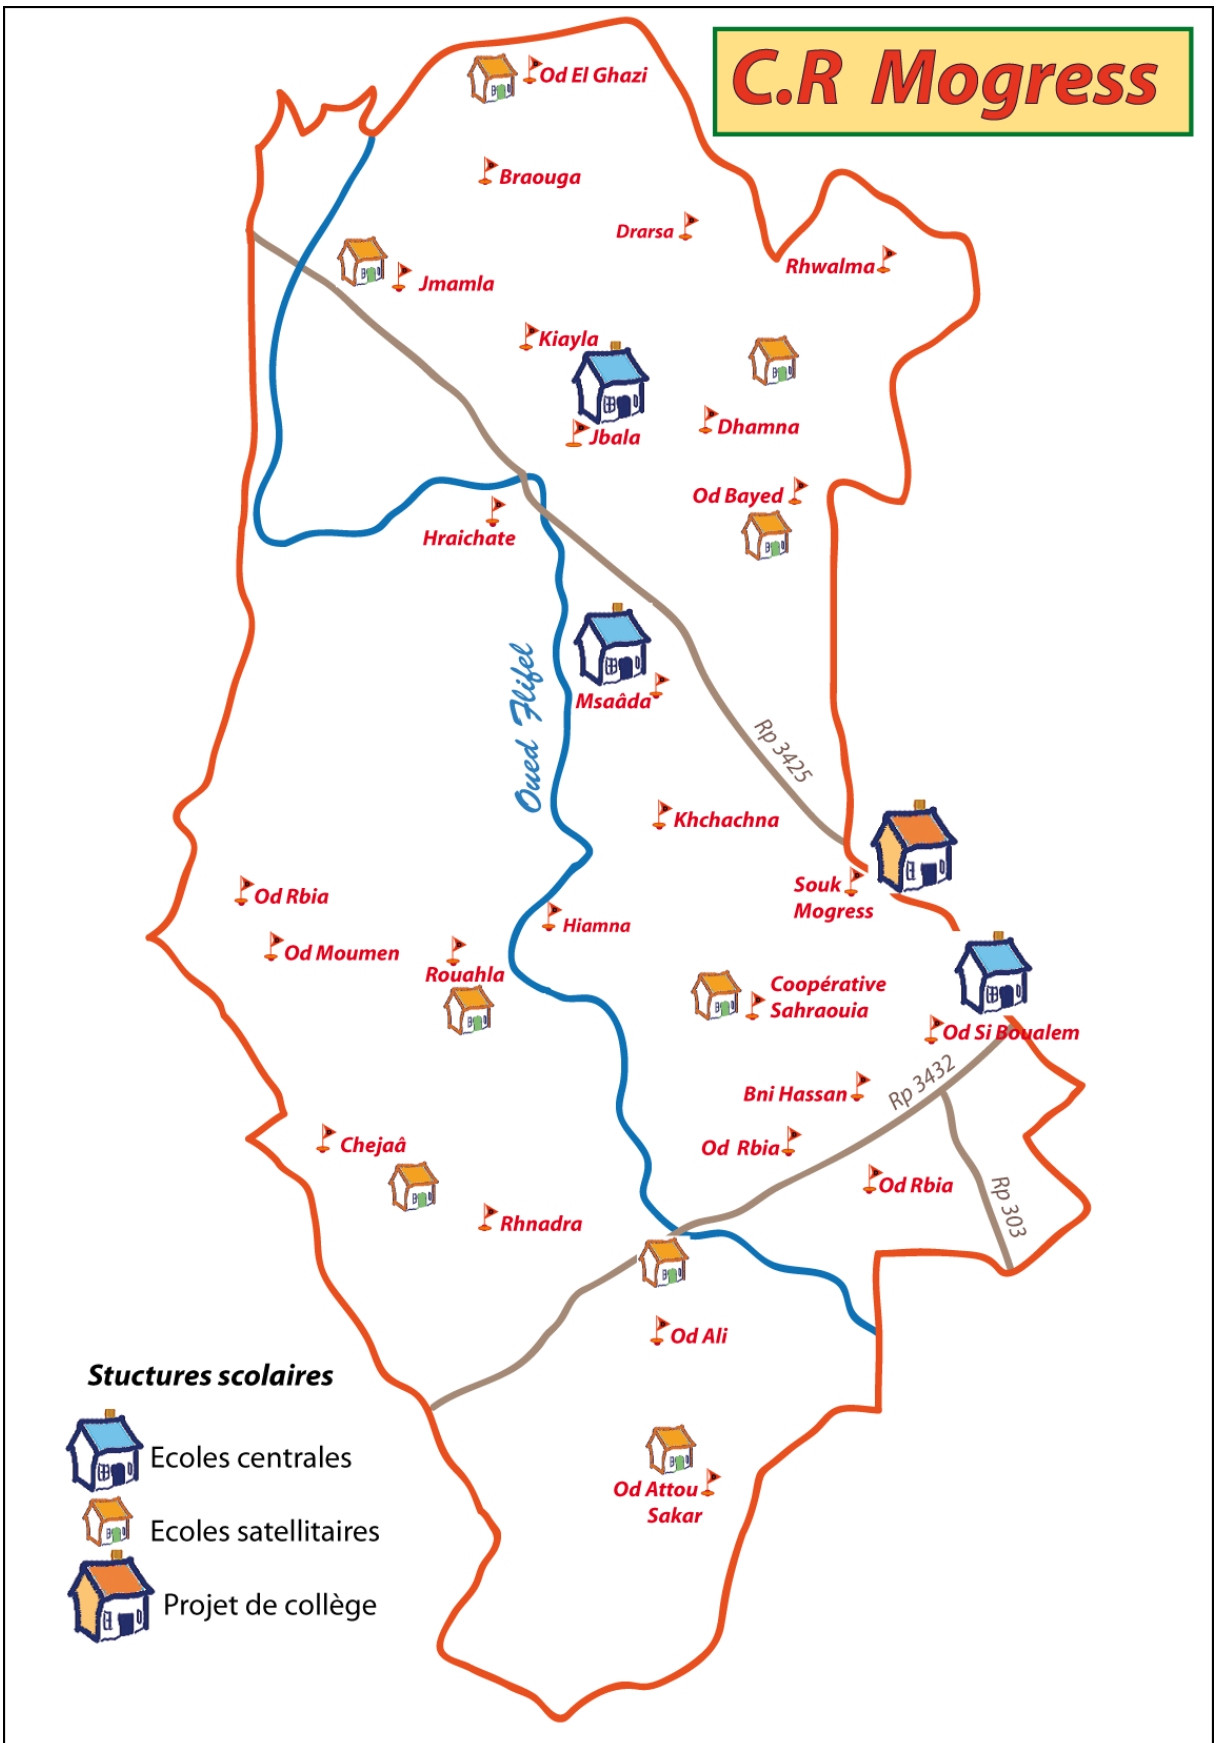 C.R Mogress
Od El Ghazi
Braouga
Drarsa
Rhwalma
Jmamla
Kiayla
Jbala
Dhamna
Od Bayed
Hraichate
Oued Flifel
Msaâda
Rp 3425
Khchachna
Souk
Mogress
Od Rbia
Hiamna
Od Moumen
Rouahla
Coopérative
Sahraouia
Od Si Boualem
Rp 3432
Bni Hassan
Od Rbia
Chejaâ
Od Rbia
Rp 303
Rhnadra
Od Ali
Stuctures scolaires
Ecoles centrales
Od Attou
Sakar
Ecoles satellitaires
Projet de collège